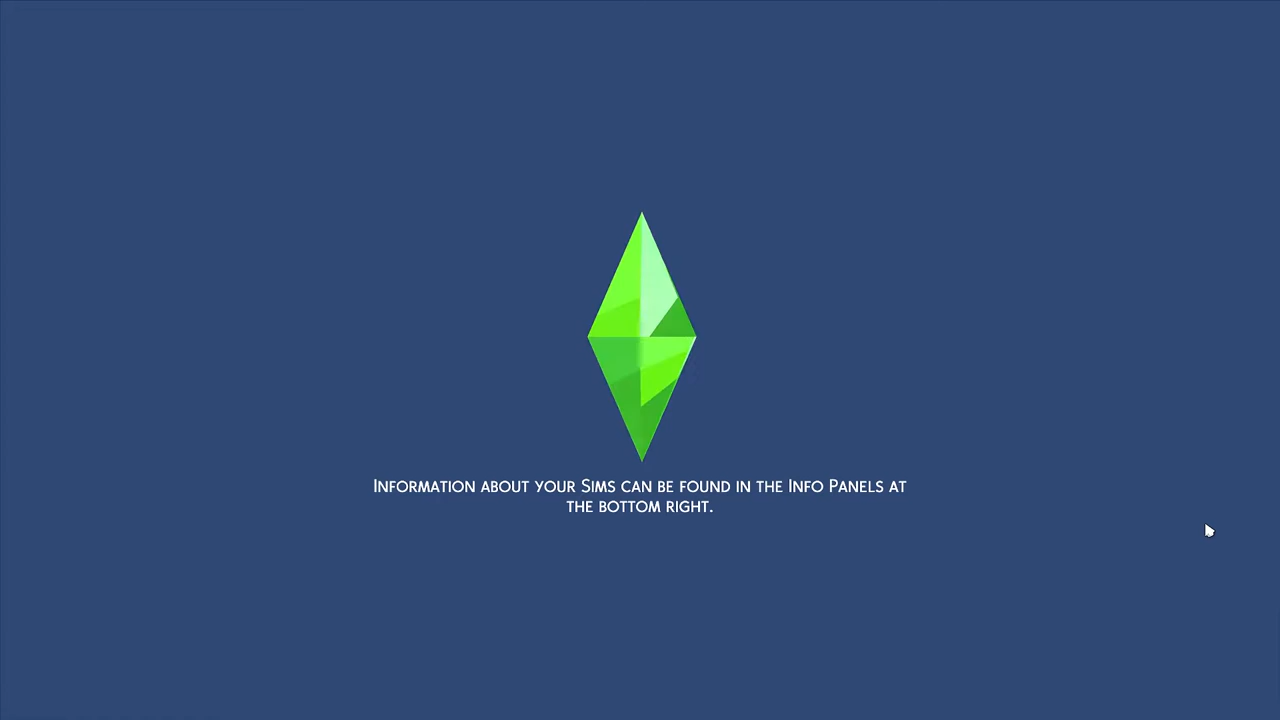 Information about your Sims can be found in the Info Panels at
the bottom right.